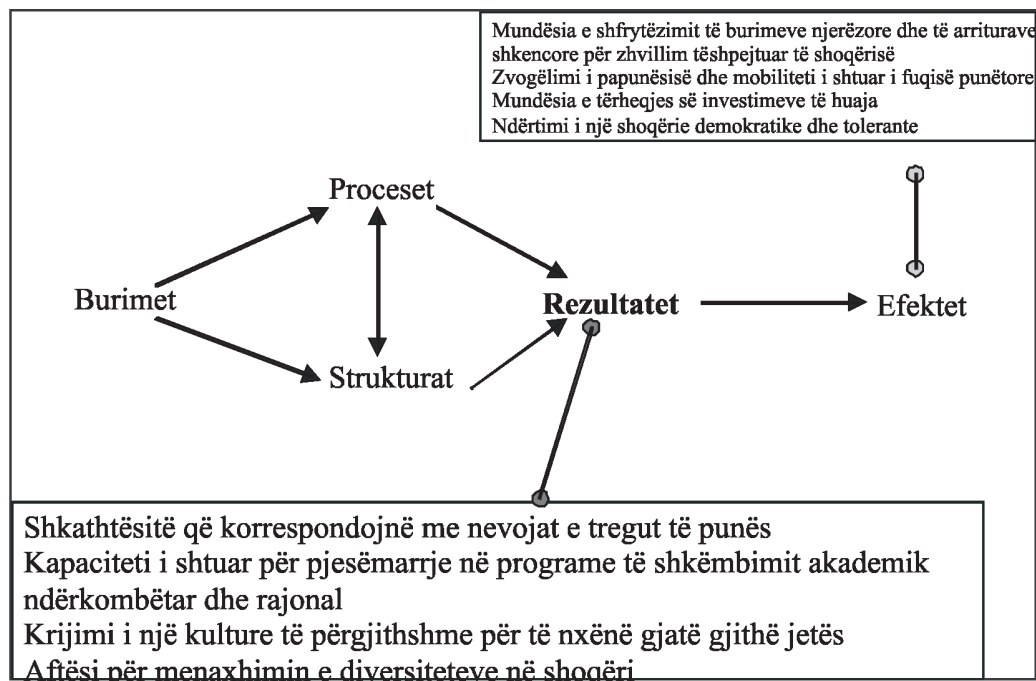 Mundësia e shfrytëzimit të burimeve njerëzore dhe të arriturave
shkencore për zhvillim tëshpejtuar të shoqërisë
Zvogëlimi i papunësisë dhe mobiliteti i shtuar i fuqisë punëtore
Mundësia e tërheqjes së investimeve të huaja
Ndërtimi i një shoqërie demokratike dhe tolerante
Proceset
Burimet
Rezultatet
Efektet
Strukturat
Shkathtësitë që korrespondojnë me nevojat e tregut të punës
Kapaciteti i shtuar për pjesëmarrje në programe të shkëmbimit akademik
ndërkombëtar dhe rajonal
Krijimi i një kulture të përgjithshme për të nxënë gjatë gjithë jetës
Aftësi për menaxhimin e diversiteteve në shoqëri